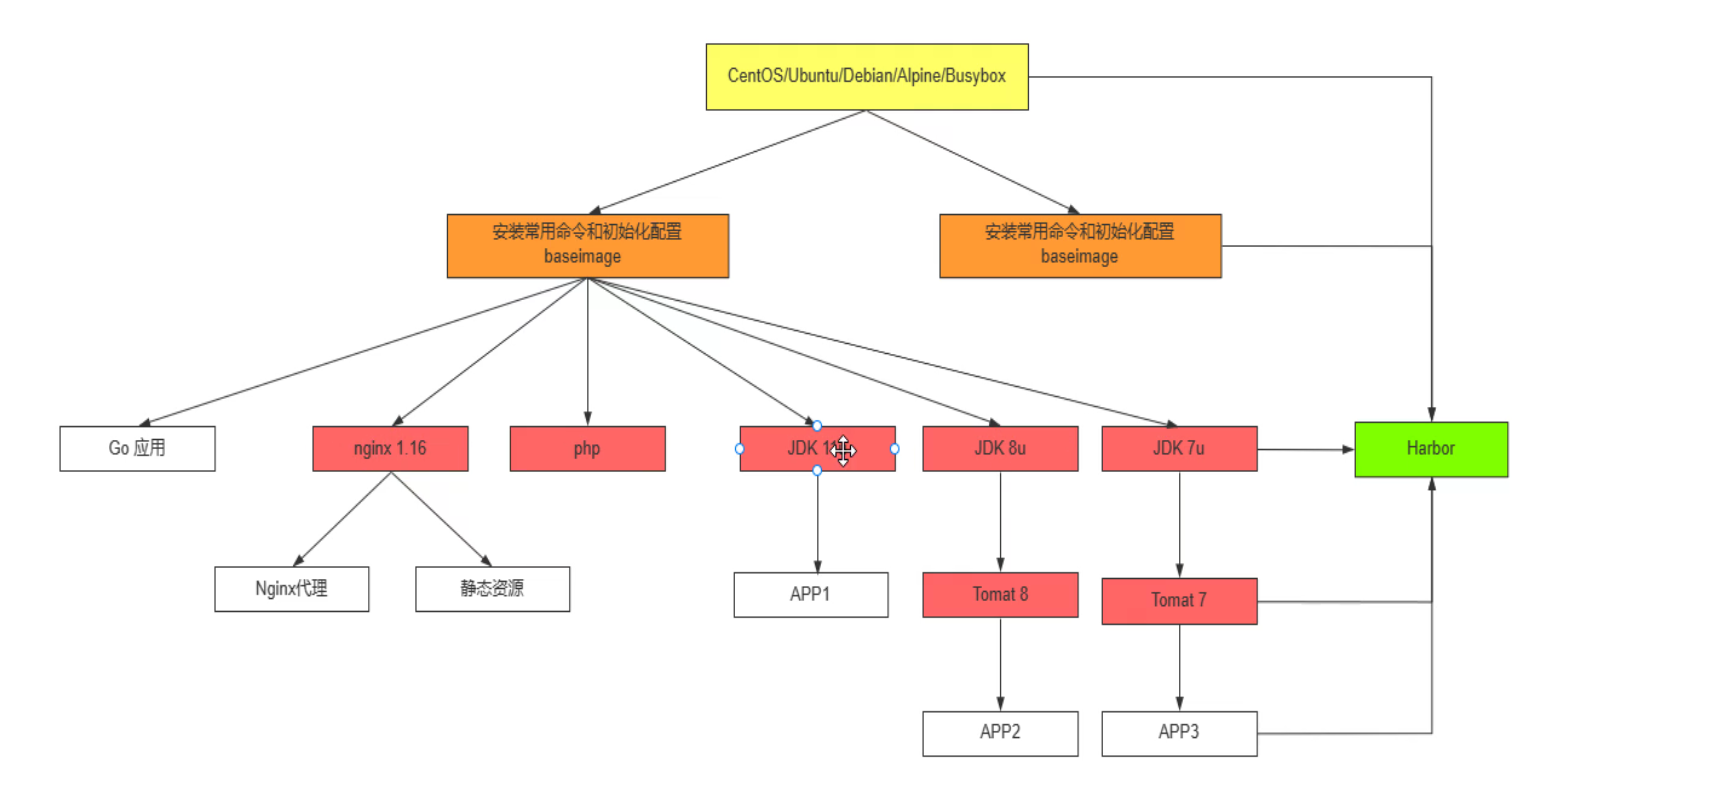 CentOS/Ubuntu/Debian/Alpine/Busybox
安装常用命令和初始化配置
baseimage
安装常用命令和初始化配置
baseimage
Go 应用
nginx 1.16
php
JDK
JDK 8u
JDK 7u
Harbor
Nginx代理
静态资源
APP1
Tomat 8
Tomat 7
APP2
APP3